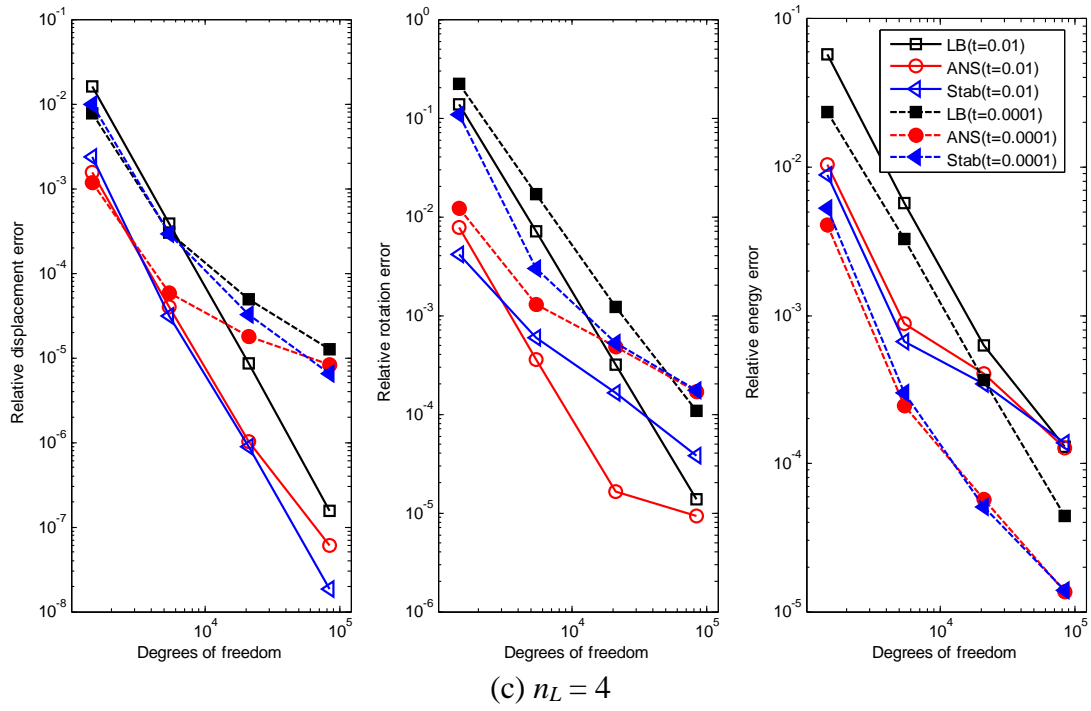 10^-1
10^-2
10^-3
10^-4
10^-5
10^-6
10^-7
10^-8
10^4
10^5
Relative displacement error
Degrees of freedom
10^0
10^-1
10^-2
10^-3
10^-4
10^-5
10^-6
10^4
10^5
Relative rotation error
Degrees of freedom
10^-1
10^-2
10^-3
10^-4
10^-5
10^4
10^5
Relative energy error
Degrees of freedom
LB(t=0.01)
ANS(t=0.01)
Stab(t=0.01)
LB(t=0.0001)
ANS(t=0.0001)
Stab(t=0.0001)
(c) n_L = 4